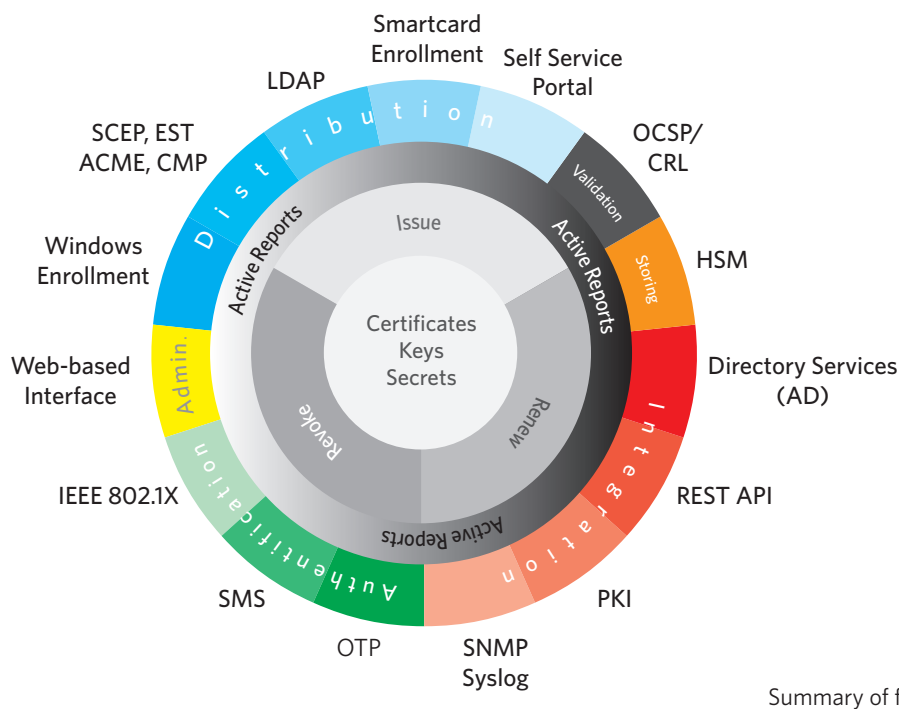 Smartcard
Enrollment
Self Service
Portal
LDAP
SCEP, EST
ACME, CMP
OCSP/
CRL
Distribution
Validation
Windows
Enrollment
Active Reports
Issue
Active Reports
Storing
HSM
Certificates
Keys
Secrets
Web-based
Interface
Admin.
Directory Services
(AD)
Revoke
Renew
Integration
IEEE 802.1X
Authentification
REST API
Active Reports
SMS
PKI
OTP
SNMP
Syslog
Summary of f